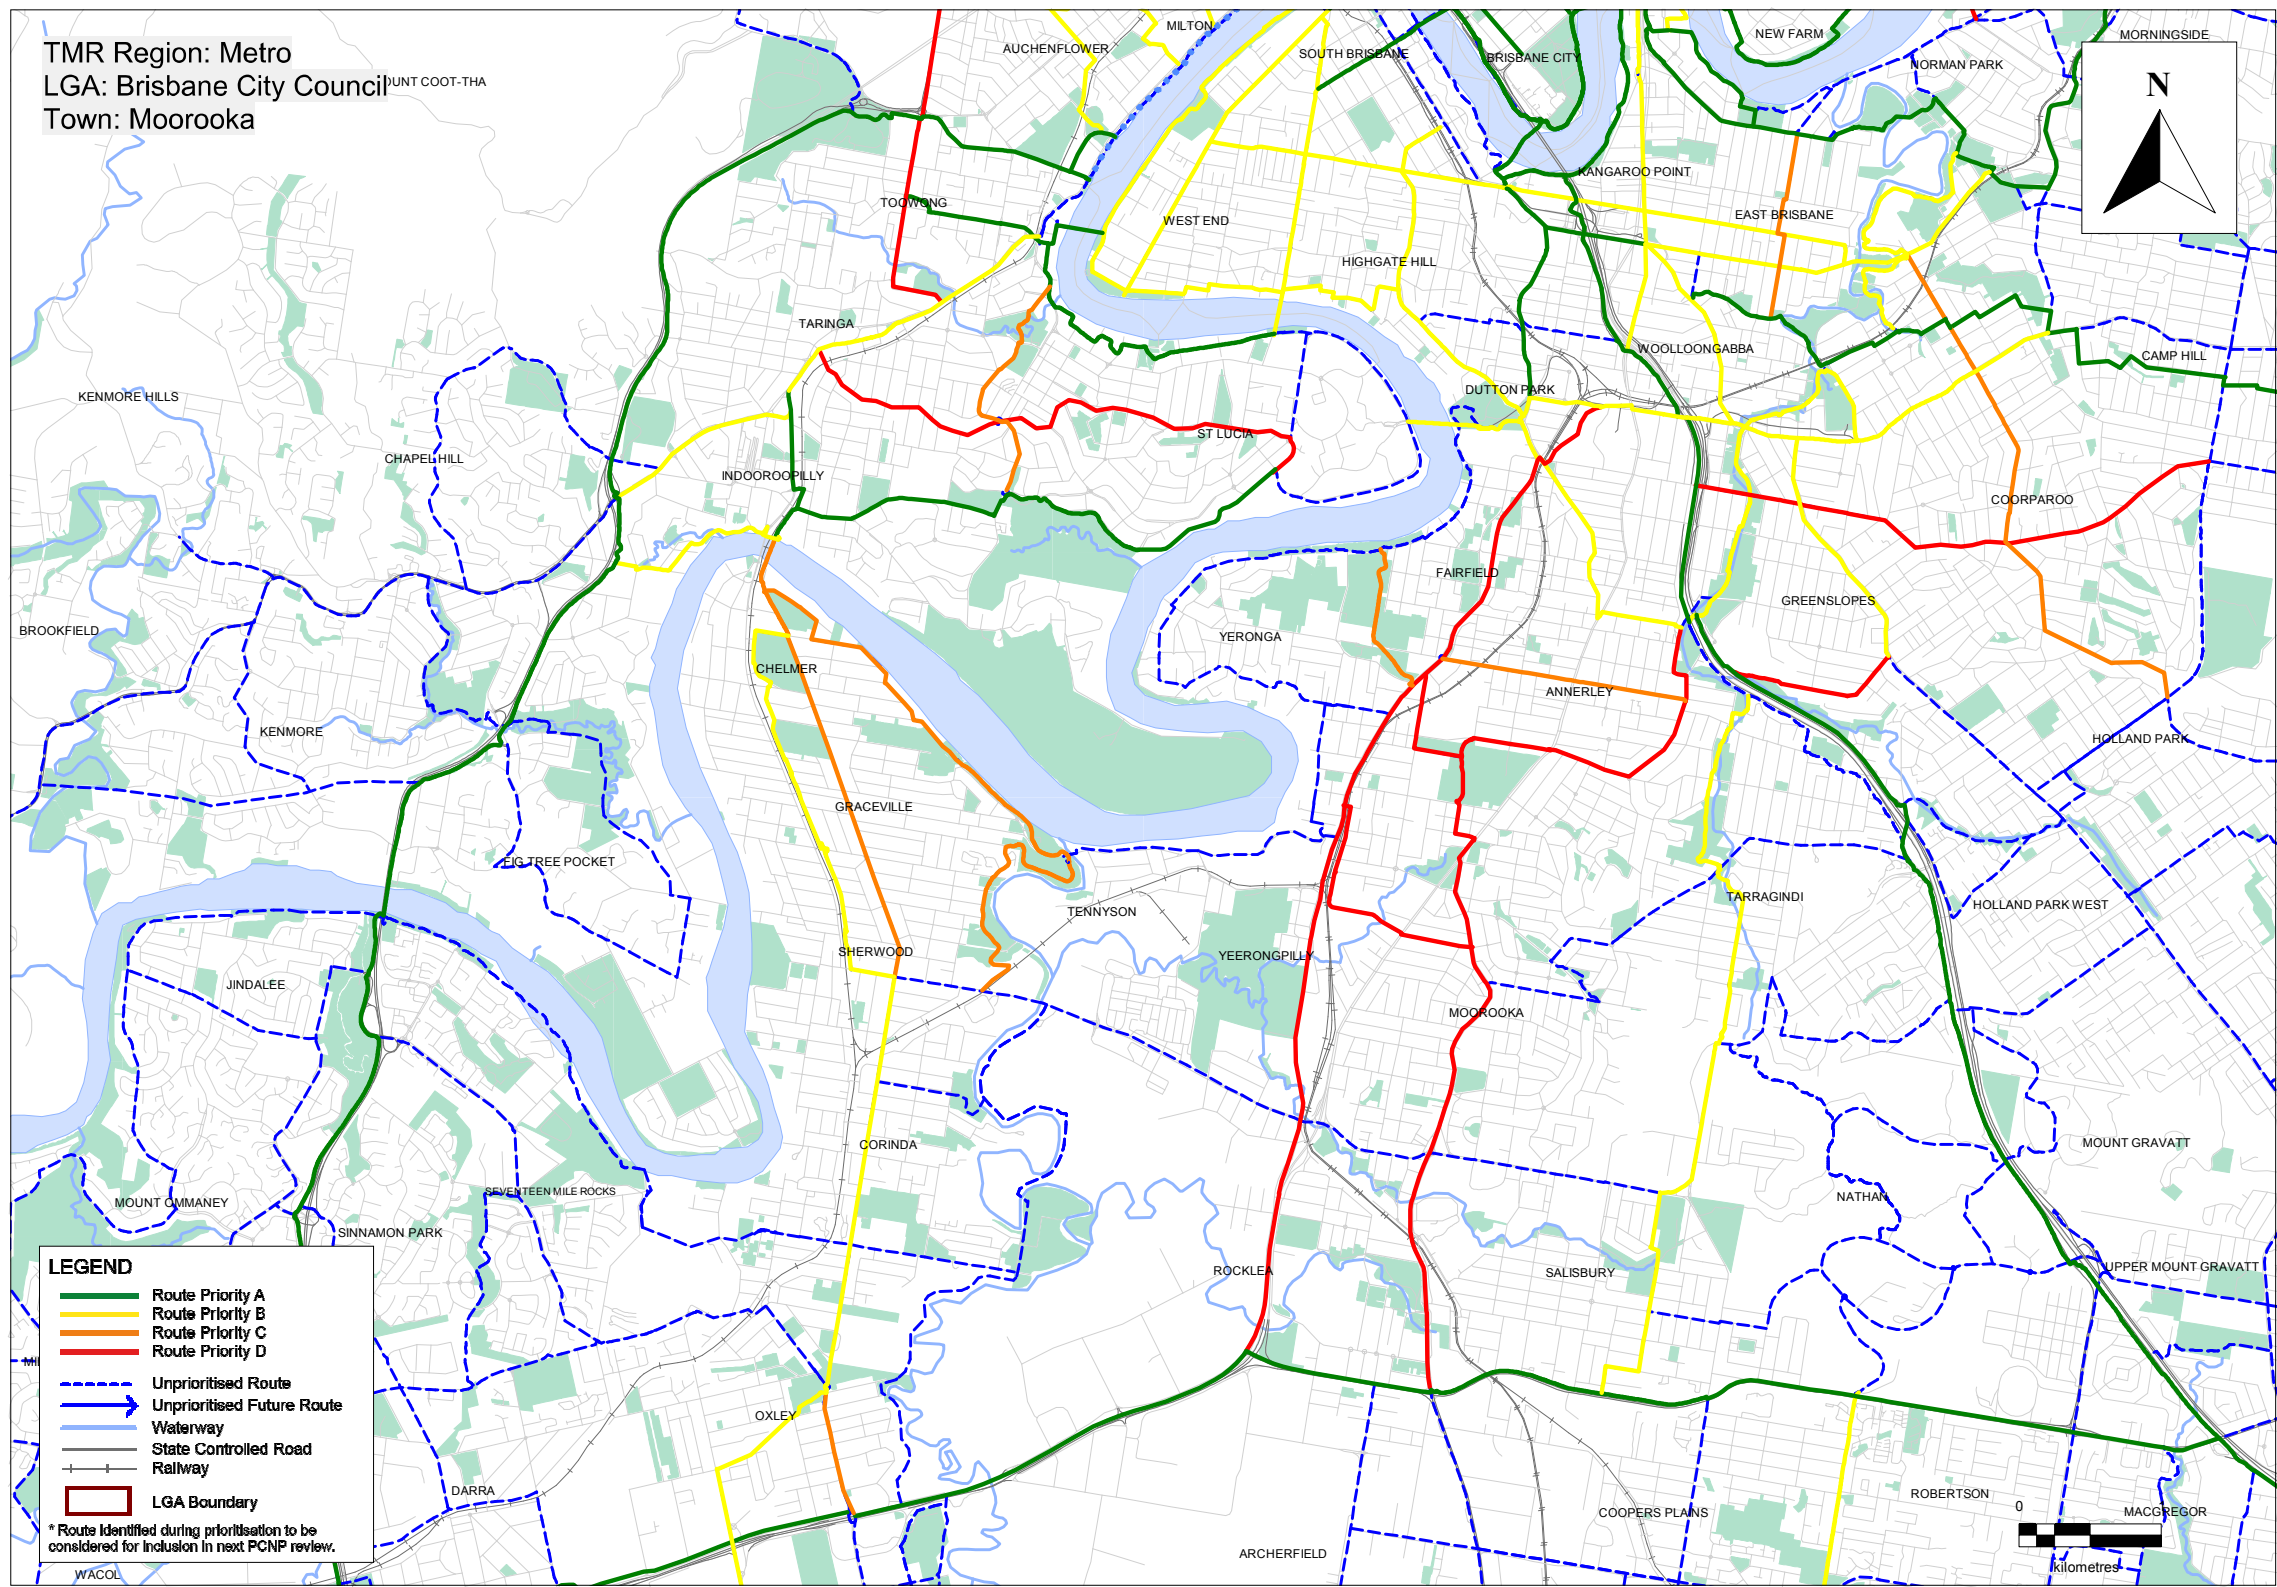 TMR Region: Metro
LGA: Brisbane City Council
Town: Moorooka
OUNT COOT-THA
AUCHENFLOWER
MILTON
SOUTH BRISBANE
BRISBANE CITY
NEW FARM
MORNINGSIDE
NORMAN PARK
N
KANGAROO POINT
TOOWONG
WEST END
EAST BRISBANE
HIGHGATE HILL
TARINGA
WOOLLOONGABBA
CAMP HILL
KENMORE HILLS
DUTTON PARK
ST LUCIA
CHAPEL HILL
INDOOROOPILLY
COORPAROO
FAIRFIELD
GREENSLOPES
BROOKFIELD
YERONGA
CHELMER
ANNERLEY
KENMORE
HOLLAND PARK
GRACEVILLE
FIG TREE POCKET
TARRAGINDI
HOLLAND PARK WEST
TENNYSON
SHERWOOD
YEERONGPILLY
JINDALEE
MOOROOKA
CORINDA
MOUNT GRAVATT
SEVENTEEN MILE ROCKS
MOUNT OMMANEY
NATHAN
SINNAMON PARK
ROCKLEA
SALISBURY
UPPER MOUNT GRAVATT
LEGEND
Route Priority A
Route Priority B
Route Priority C
Route Priority D
Unprioritised Route
Unprioritised Future Route
Waterway
State Controlled Road
Railway
LGA Boundary
* Route identified during prioritisation to be
considered for inclusion in next PCNP review.
MI
OXLEY
DARRA
ROBERTSON
COOPERS PLAINS
MACGREGOR
0
1
kilometres
ARCHERFIELD
WACOL